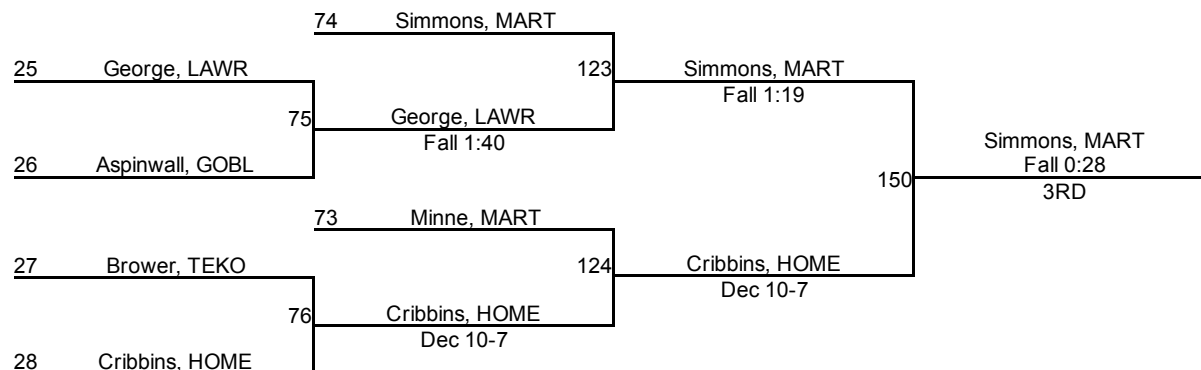 74 Simmons, MART
25 George, LAWR
123 Simmons, MART
Fall 1:19
75 George, LAWR
Fall 1:40
Simmons, MART
Fall 0:28
3RD
26 Aspinwall, GOBL
150
73 Minne, MART
27 Brower, TEKO
124 Cribbins, HOME
Dec 10-7
76 Cribbins, HOME
Dec 10-7
28 Cribbins, HOME